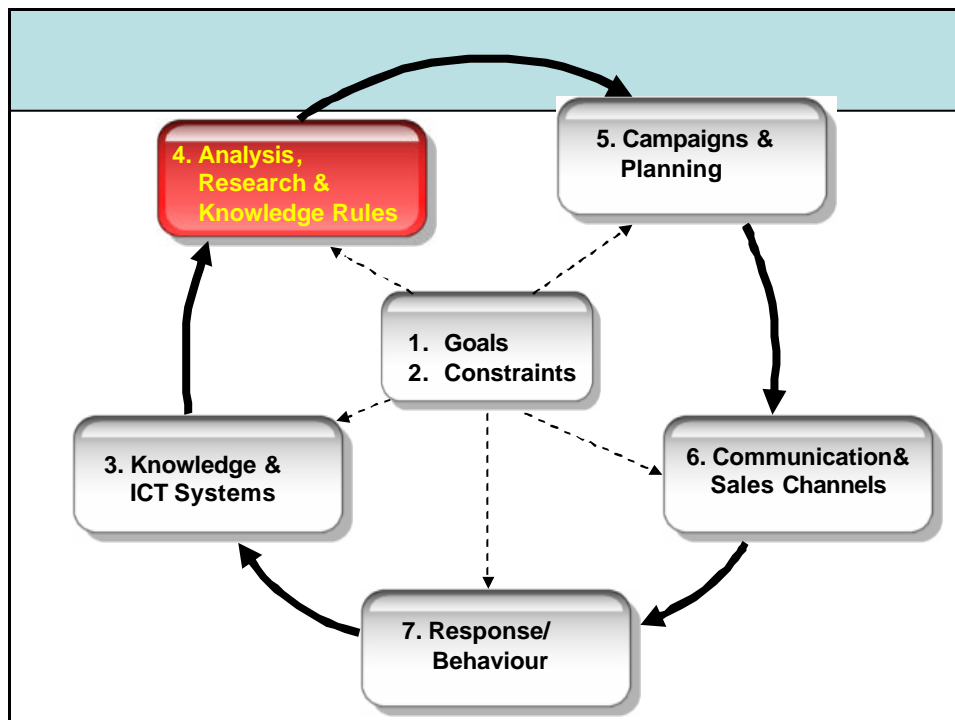 4. Analysis,
Research &
Knowledge Rules
5. Campaigns &
Planning
1. Goals
2. Constraints
3. Knowledge &
ICT Systems
6. Communication&
Sales Channels
7. Response/
Behaviour